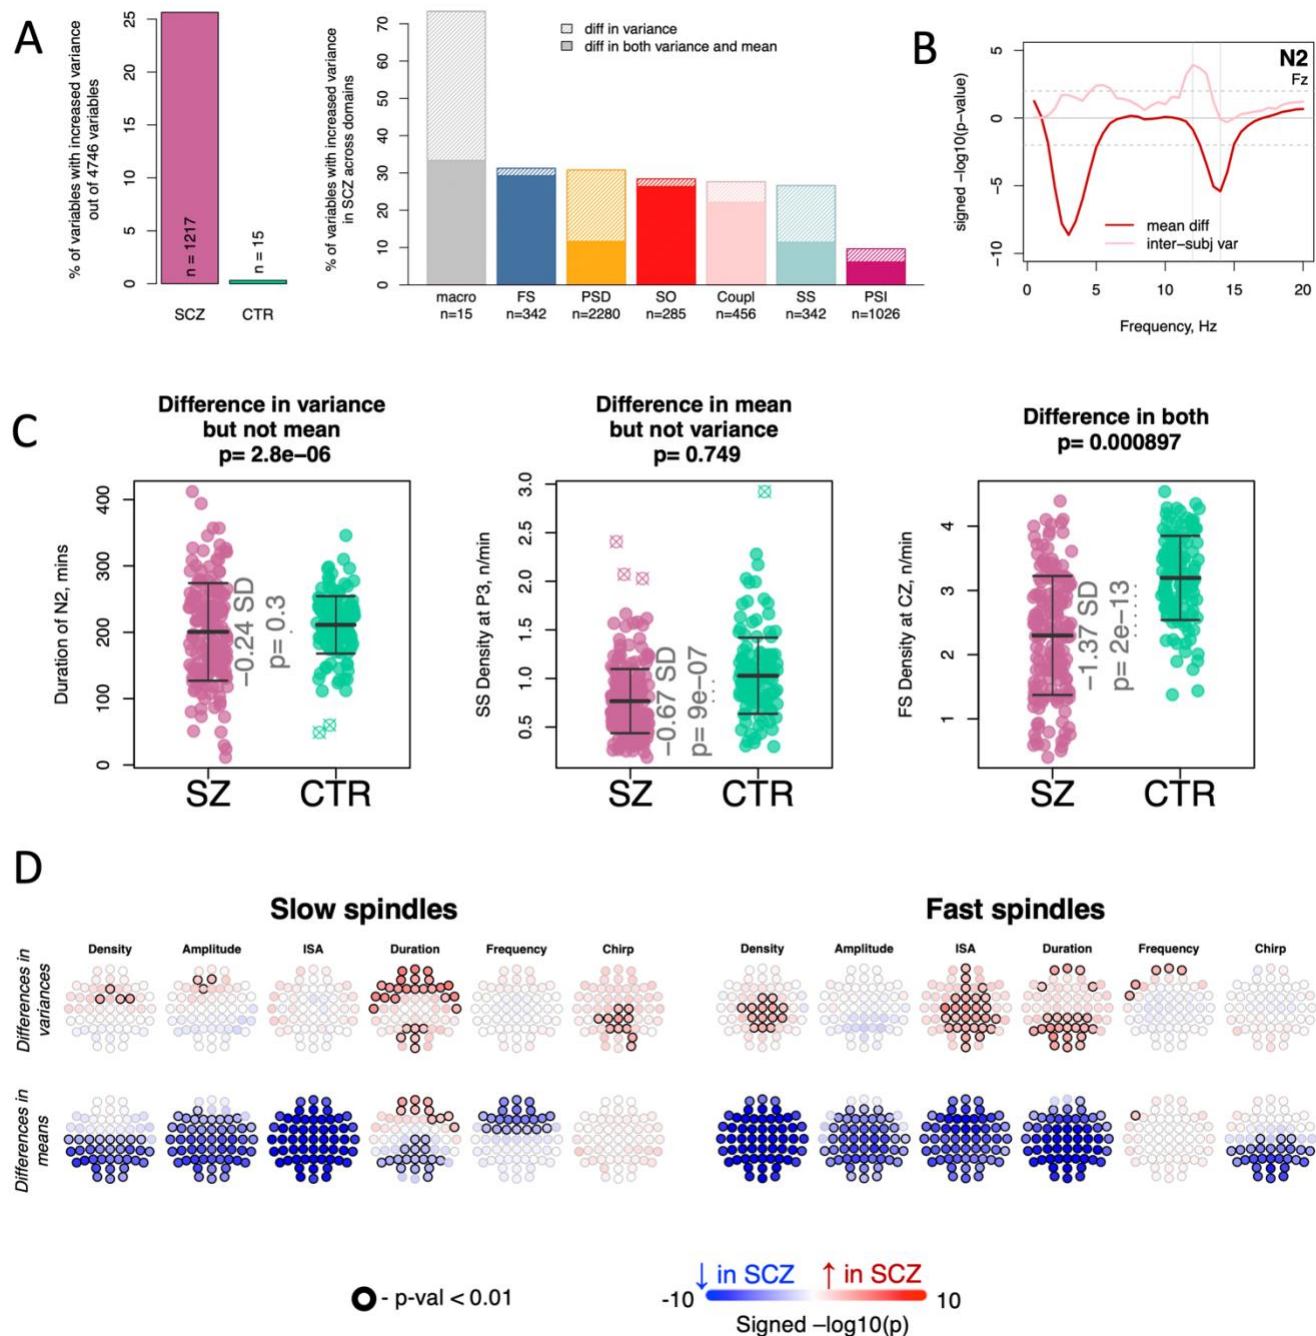 A
% of variables with increased variance
out of 4746 variables
25
20
15
10
5
0
n = 1217
n = 15
SCZ
CTR
% of variables with increased variance
in SCZ across domains
70
60
50
40
30
20
10
0
diff in variance
diff in both variance and mean
macro
n=15
FS
n=342
PSD
n=2280
SO
n=285
Coupl
n=456
SS
n=342
PSI
n=1026
B
N2
Fz
signed −log10(p−value)
5
0
−5
−10
mean diff
inter−subj var
0
5
10
15
20
Frequency, Hz
C
Difference in variance
but not mean
p= 2.8e−06
Duration of N2, mins
400
300
200
100
0
−0.24 SD
p= 0.3
SZ
CTR
Difference in mean
but not variance
p= 0.749
SS Density at P3, n/min
3.0
2.5
2.0
1.5
1.0
0.5
−0.67 SD
p= 9e−07
SZ
CTR
Difference in both
p= 0.000897
FS Density at CZ, n/min
4
3
2
1
−1.37 SD
p= 2e−13
SZ
CTR
D
Slow spindles
Density
Amplitude
ISA
Duration
Frequency
Chirp
Fast spindles
Density
Amplitude
ISA
Duration
Frequency
Chirp
Differences in
variances
Differences in
means
- p-val < 0.01
↓ in SCZ
↑ in SCZ
-10
10
Signed −log10(p)